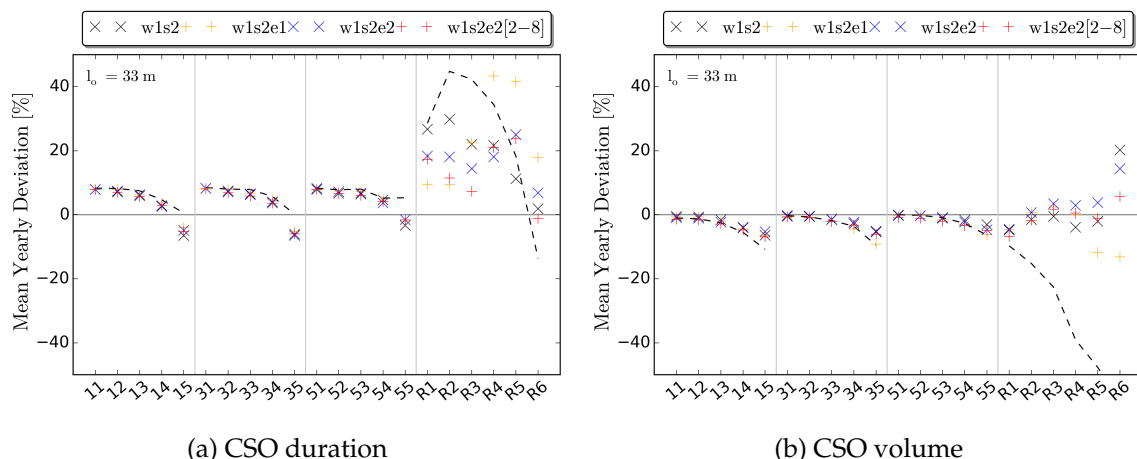 w1s2 w1s2e1 w1s2e2 w1s2e2[2−8]
l_o = 33 m
Mean Yearly Deviation [%]
40
20
0
−20
−40
11 12 13 14 15 31 32 33 34 35 51 52 53 54 55 R1 R2 R3 R4 R5 R6
(a) CSO duration
w1s2 w1s2e1 w1s2e2 w1s2e2[2−8]
l_o = 33 m
Mean Yearly Deviation [%]
40
20
0
−20
−40
11 12 13 14 15 31 32 33 34 35 51 52 53 54 55 R1 R2 R3 R4 R5 R6
(b) CSO volume